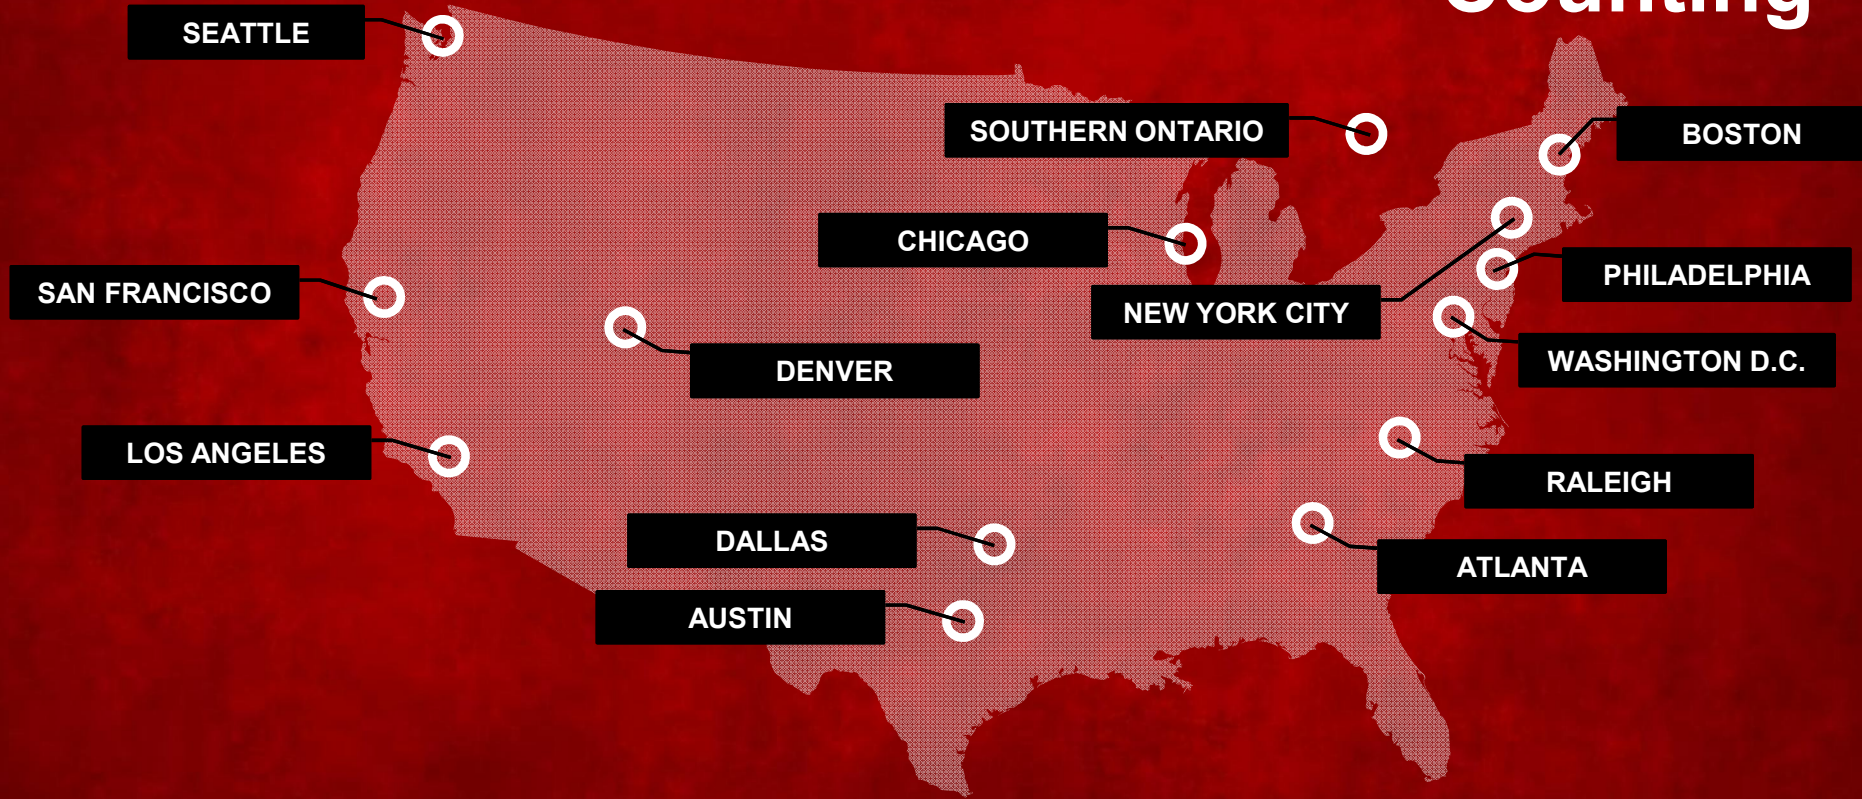 Counting
SEATTLE
SOUTHERN ONTARIO
BOSTON
CHICAGO
PHILADELPHIA
SAN FRANCISCO
NEW YORK CITY
WASHINGTON D.C.
DENVER
LOS ANGELES
RALEIGH
DALLAS
ATLANTA
AUSTIN